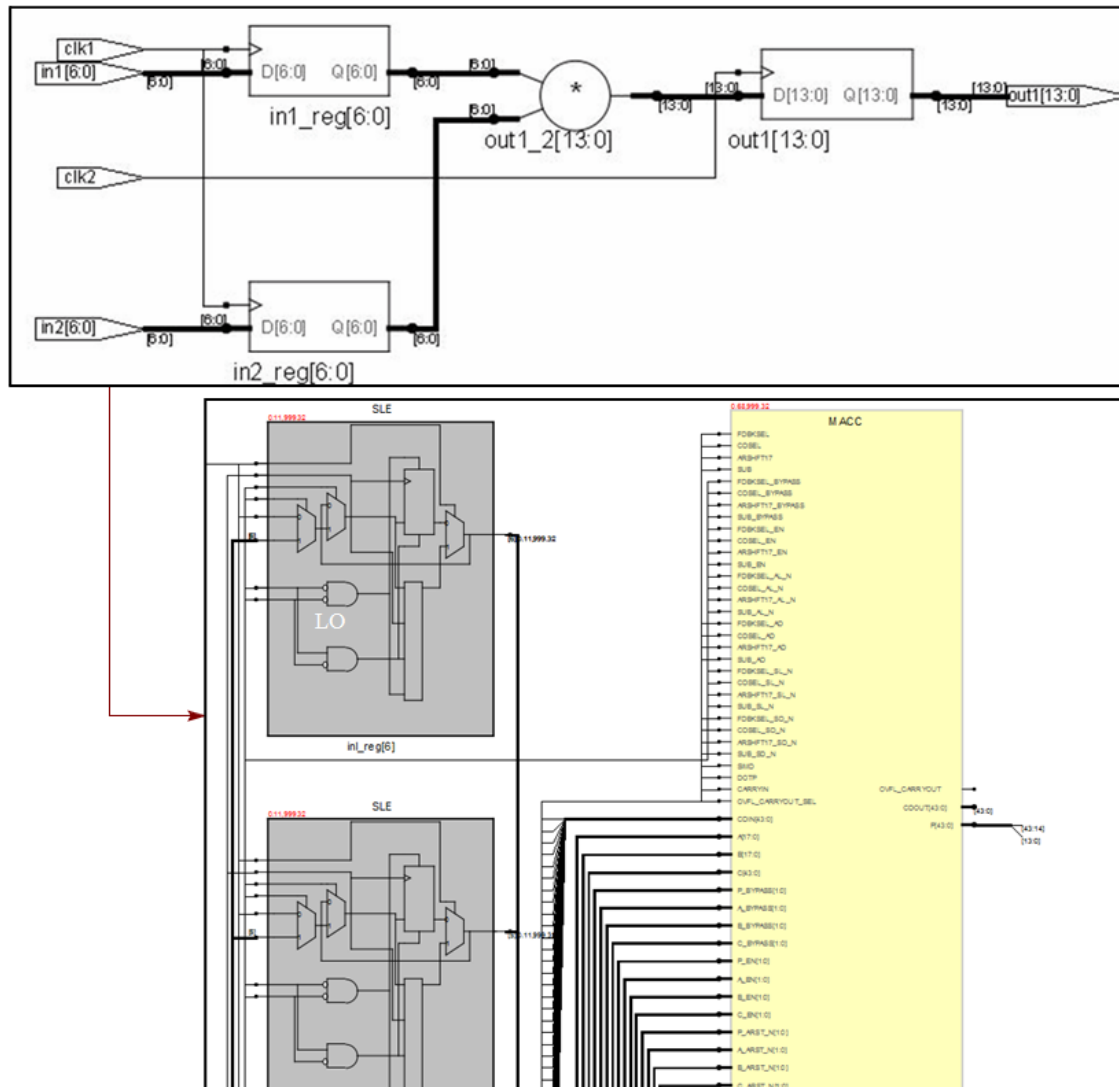 clk1
in1[6:0]
[6:0]
[6:0]
D[6:0] Q[6:0]
[6:0]
in1_reg[6:0]
[6:0]
[6:0]
*
out1_2[13:0]
[13:0]
[13:0]
D[13:0] Q[13:0]
out1[13:0]
[13:0]
[13:0]
out1[13:0]
clk2
in2[6:0]
[6:0]
[6:0]
D[6:0] Q[6:0]
[6:0]
in2_reg[6:0]
SLE
LO
inl_reg[6]
SLE
MACC
FDBKSEL
CDSEL
ARSHFT17
SUB
FDBKSEL_BYPASS
CDSEL_BYPASS
ARSHFT17_BYPASS
SUB_BYPASS
FDBKSEL_EN
CDSEL_EN
ARSHFT17_EN
SUB_EN
FDBKSEL_AL_N
CDSEL_AL_N
ARSHFT17_AL_N
SUB_AL_N
FDBKSEL_AD
CDSEL_AD
ARSHFT17_AD
SUB_AD
FDBKSEL_SL_N
CDSEL_SL_N
ARSHFT17_SL_N
SUB_SL_N
FDBKSEL_SD_N
CDSEL_SD_N
ARSHFT17_SD_N
SUB_SD_N
SIMD
DOTP
CARRYIN
OVFL_CARRYOUT_SEL
CDIN[43:0]
A[17:0]
B[17:0]
C[43:0]
P_BYPASS[1:0]
A_BYPASS[1:0]
B_BYPASS[1:0]
C_BYPASS[1:0]
P_EN[1:0]
A_EN[1:0]
B_EN[1:0]
C_EN[1:0]
P_ARST_N[1:0]
A_ARST_N[1:0]
B_ARST_N[1:0]
OVFL_CARRYOUT
CDOUT[43:0]
[43:0]
P[43:0]
[43:14]
[13:0]